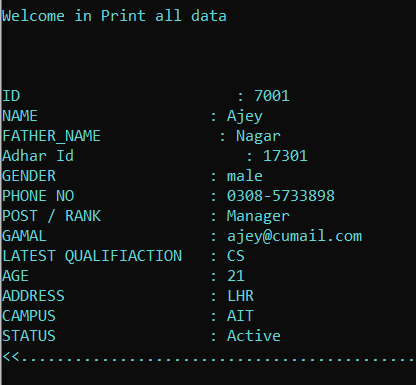 Welcome in Print all data
ID : 7001
NAME : Ajey
FATHER_NAME : Nagar
Adhar Id : 17301
GENDER : male
PHONE NO : 0308-5733898
POST / RANK : Manager
GAMAL : ajey@cumail.com
LATEST QUALIFIACTION : CS
AGE : 21
ADDRESS : LHR
CAMPUS : AIT
STATUS : Active
<<............................................